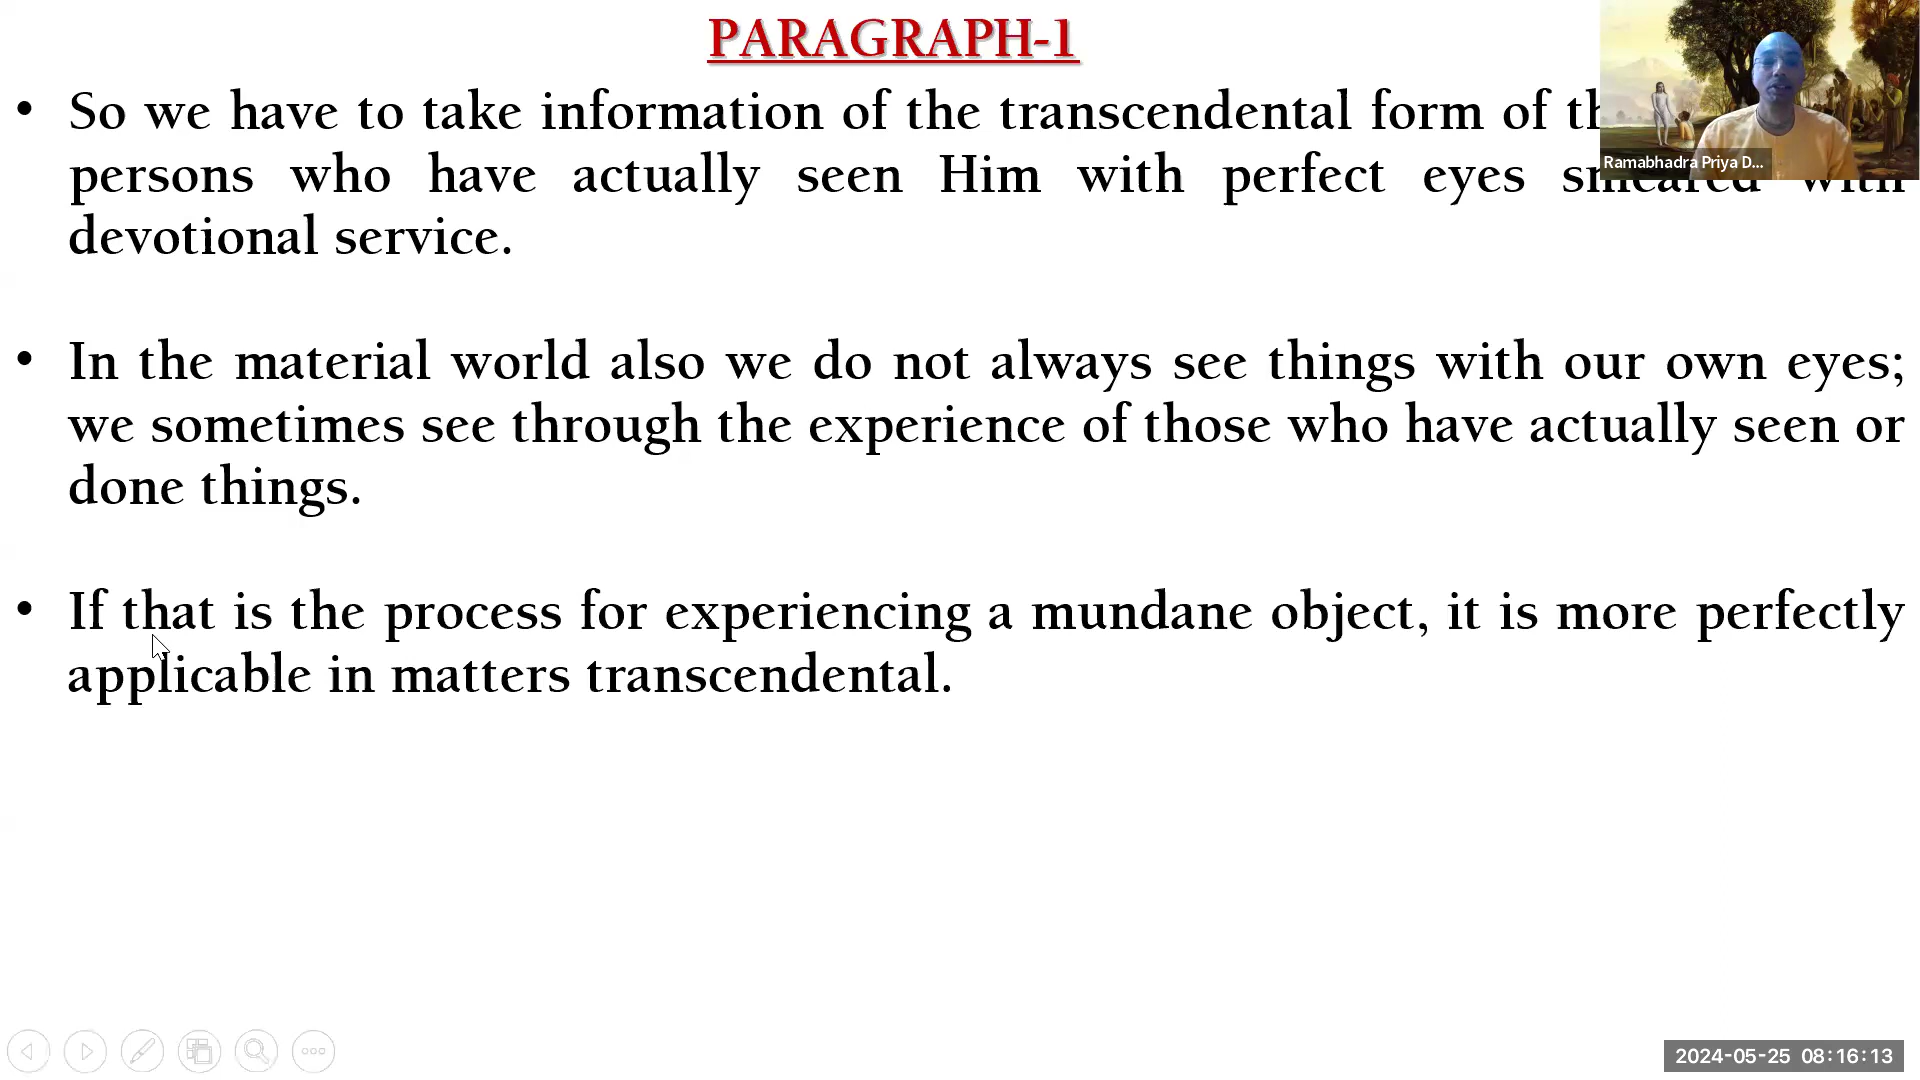 PARAGRAPH-1
• So we have to take information of the transcendental form of
persons who have actually seen Him with perfect eyes smeared with
devotional service.
• In the material world also we do not always see things with our own eyes;
we sometimes see through the experience of those who have actually seen or
done things.
• If that is the process for experiencing a mundane object, it is more perfectly
applicable in matters transcendental.
Ramabhadra Priya D...
2024-05-25 08:16:13